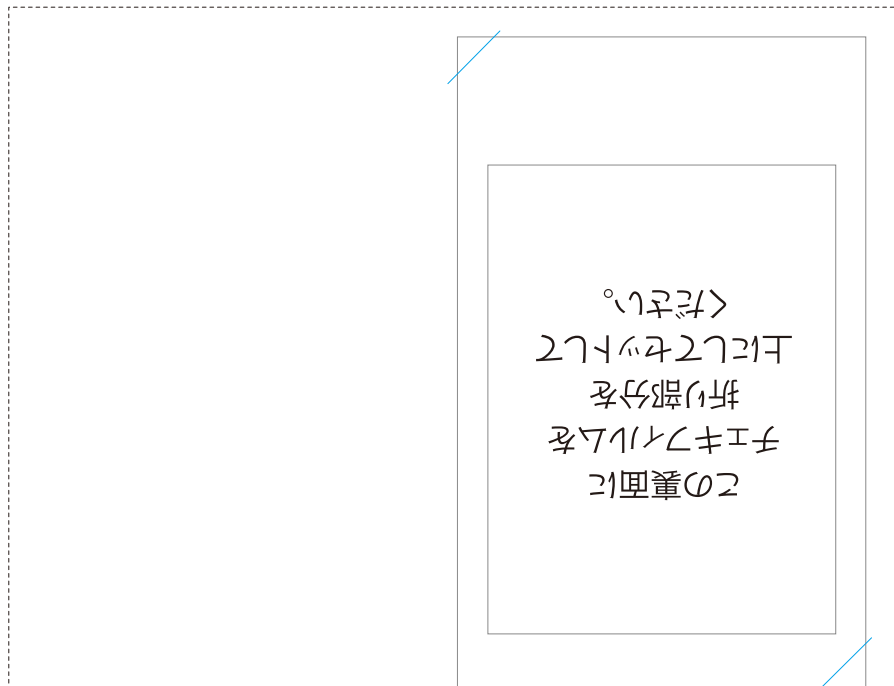 この裏面に
チェキフィルムを
折り部分を
上にしてセットして
ください。